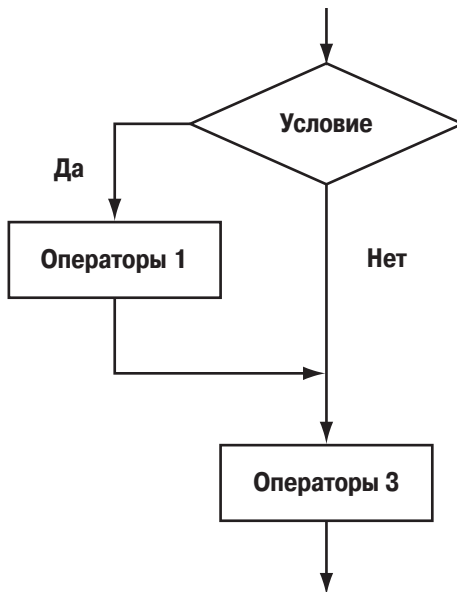 Условие
Да
Операторы 1
Нет
Операторы 3